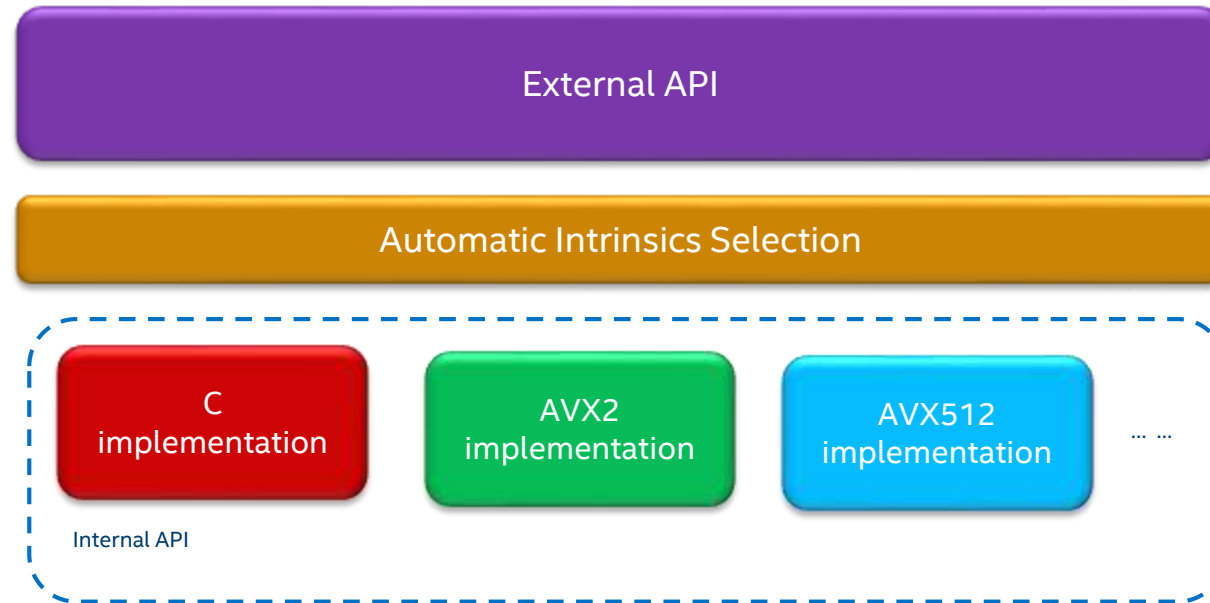 External API
Automatic Intrinsics Selection
C
implementation
AVX2
implementation
AVX512
implementation
... ...
Internal API